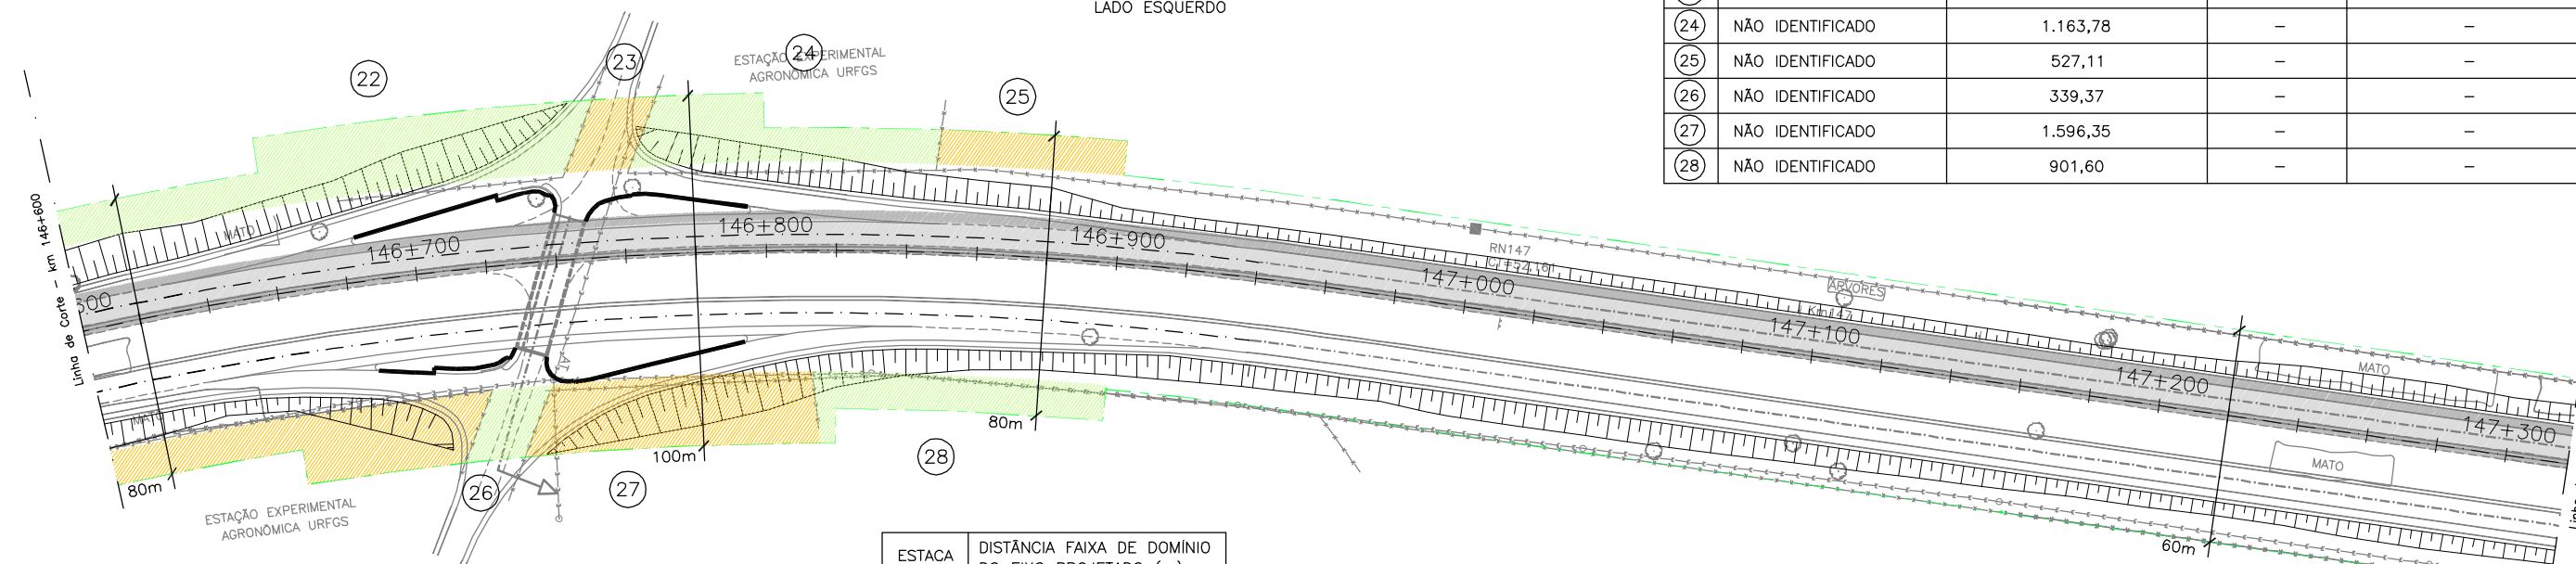 LADO ESQUERDO
24 NÃO IDENTIFICADO 1.163,78 – –
25 NÃO IDENTIFICADO 527,11 – –
26 NÃO IDENTIFICADO 339,37 – –
27 NÃO IDENTIFICADO 1.596,35 – –
28 NÃO IDENTIFICADO 901,60 – –
22
23
24
ESTAÇÃO EXPERIMENTAL
AGRONÔMICA URFGS
25
Linha de Corte – km 146+600
MATO
146+700
146+800
146+900
RN147
CT=52,161
147+000
ÁRVORES
Km147
147+100
147+200
MATO
147+300
MATO
MATO
80m
100m
80m
60m
26
27
28
ESTAÇÃO EXPERIMENTAL
AGRONÔMICA URFGS
ESTACA
DISTÂNCIA FAIXA DE DOMÍNIO